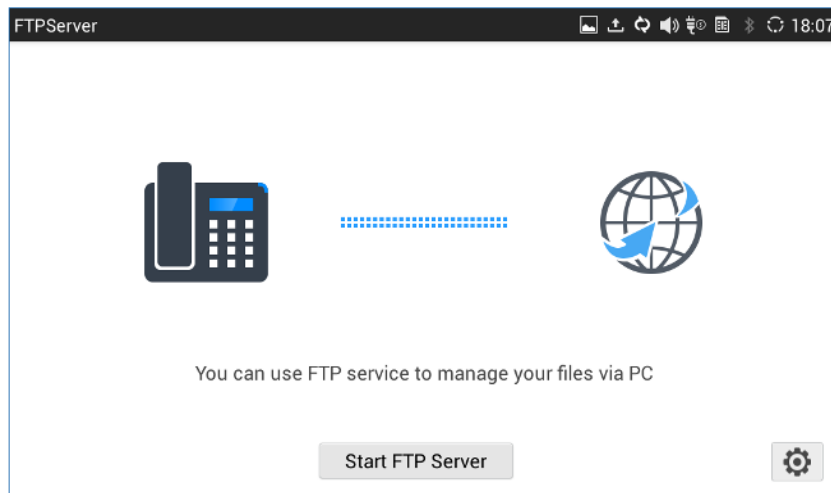 FTPServer
18:07
You can use FTP service to manage your files via PC
Start FTP Server